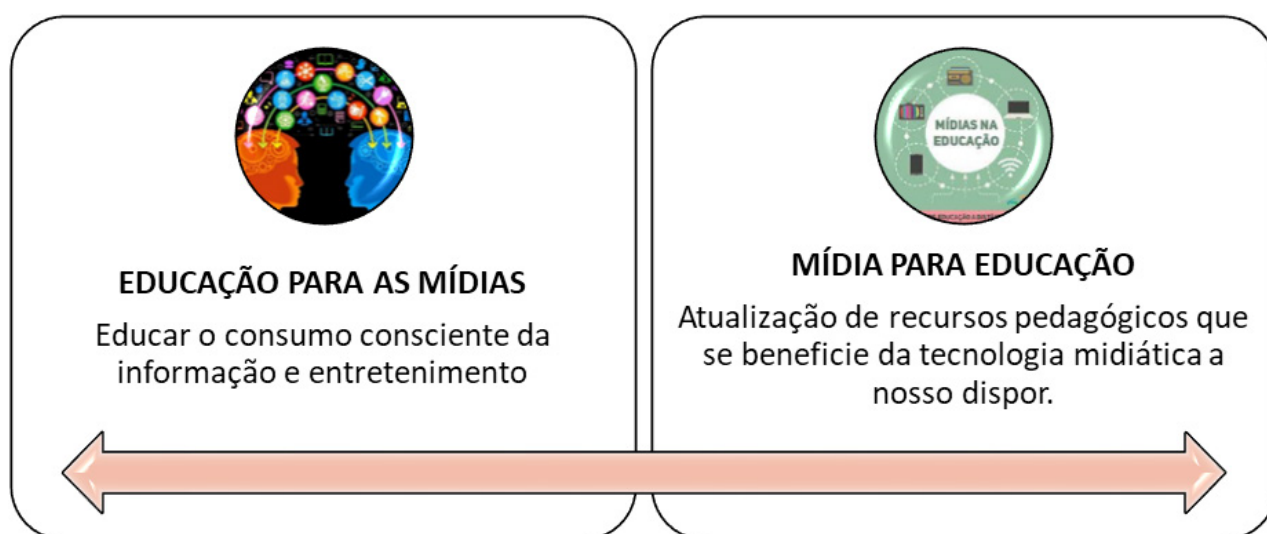 EDUCAÇÃO PARA AS MÍDIAS
Educar o consumo consciente da
informação e entretenimento
MÍDIAS NA
EDUCAÇÃO
MÍDIA PARA EDUCAÇÃO
Atualização de recursos pedagógicos que
se beneficie da tecnologia midiática a
nosso dispor.